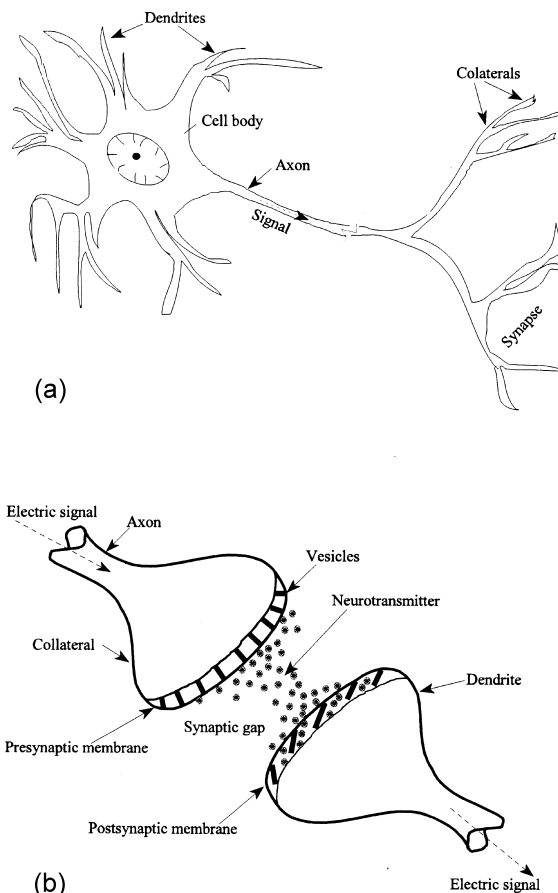 Dendrites
Colaterals
Cell body
Axon
Signal
Synapse
(a)
Electric signal
Axon
Vesicles
Neurotransmitter
Collateral
Dendrite
Synaptic gap
Presynaptic membrane
Postsynaptic membrane
(b)
Electric signal